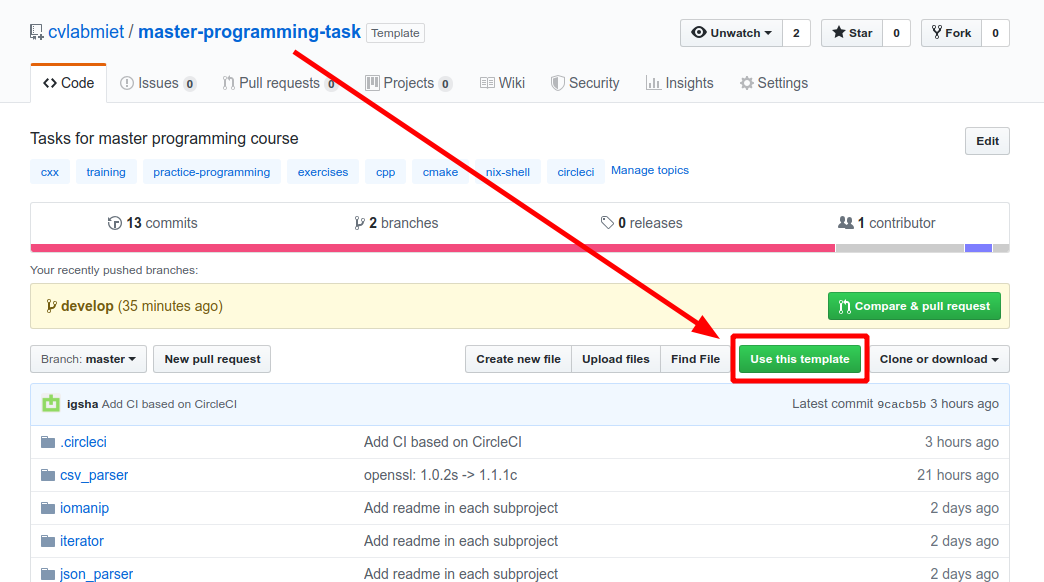 cvlabmiet / master-programming-task Template Unwatch 2 Star 0 Fork 0
Code Issues 0 Pull requests 0 Projects 0 Wiki Security Insights Settings
Tasks for master programming course Edit
cxx training practice-programming exercises cpp cmake nix-shell circleci Manage topics
13 commits 2 branches 0 releases 1 contributor
Your recently pushed branches:
develop (35 minutes ago) Compare & pull request
Branch: master New pull request Create new file Upload files Find File Use this template Clone or download
igsha Add CI based on CircleCI Latest commit 9cacb5b 3 hours ago
.circleci Add CI based on CircleCI 3 hours ago
csv_parser openssl: 1.0.2s -> 1.1.1c 21 hours ago
iomanip Add readme in each subproject 2 days ago
iterator Add readme in each subproject 2 days ago
json_parser Add readme in each subproject 2 days ago